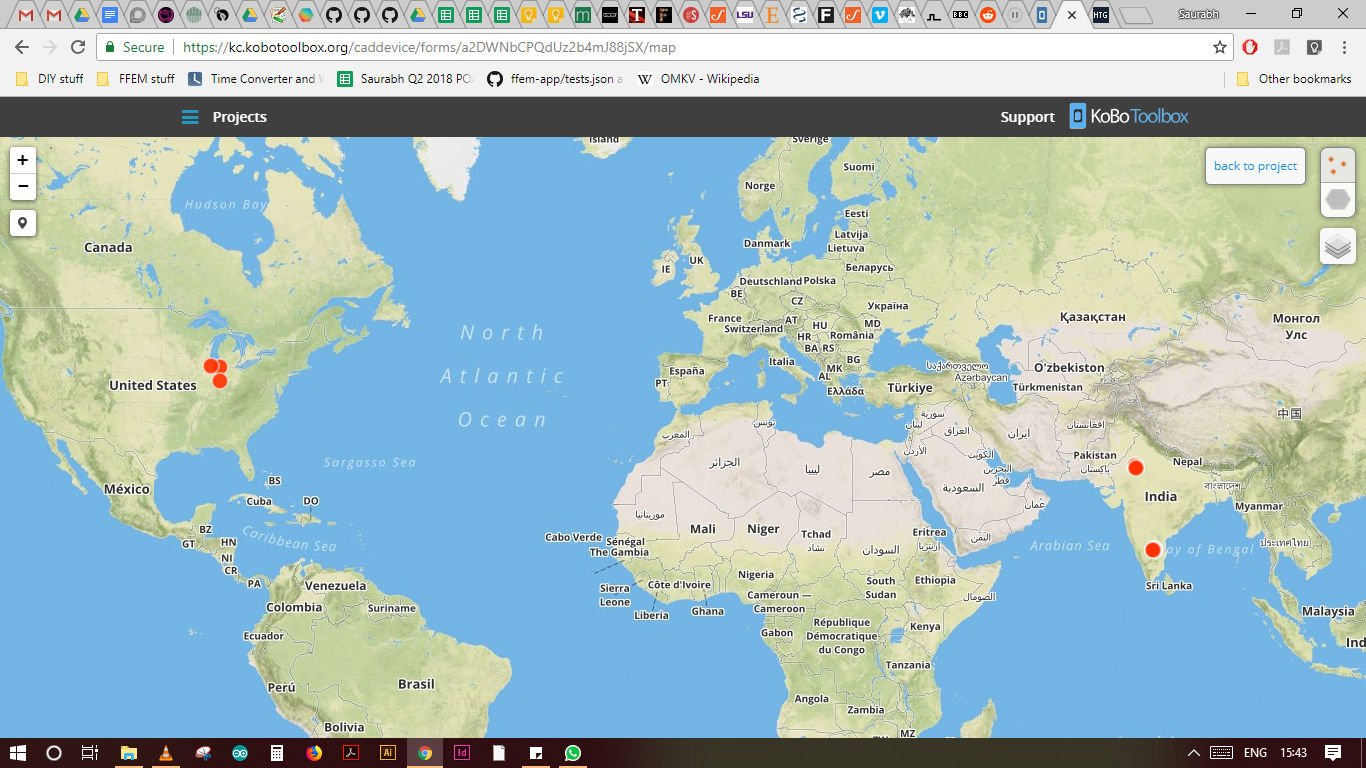 Saurabh
Secure
https://kc.kobotoolbox.org/caddevice/forms/a2DWNbCPQdUz2b4mJ88jSX/map
DIY stuff
FFEM stuff
Time Converter and
Saurabh Q2 2018 PO
ffem-app/tests.json a
OMKV - Wikipedia
Other bookmarks
Projects
Support
KoBoToolbox
+
−
back to project
Island
Sverige
Suomi
Norge
Hudson Bay
Eesti
Latvija
Lietuva
Canada
Danmark
UK
IE
Беларусь
Deutschland
Polska
BE
CZ
Україна
France
AT
HU
MD
Switzerland
HR
România
Қазақстан
Монгол
Улс
BA
RS
North
Italia
BG
MK
España
AL
O'zbekiston
საქართველო
Azərbaycan
Atlantic
United States
PT
Ελλάδα
Türkiye
Türkmenistan
Ocean
中国
سورية
تونس
لبنان
افغانستان
المغرب
العراق
ایران
الأردن
Sargasso Sea
الجزائر
ليبيا
مصر
الكويت
Pakistan
پاکستان
Nepal
البحرين
قطر
BS
México
السعودية
India
বাংলাদেশ
Cuba
DO
عُمان
Myanmar
موريتانيا
BZ
Mali
Niger
Tchad
تشاد
Eritrea
إرتريا
اليمن
Caribbean Sea
GT
HN
Cabo Verde
Sénégal
The Gambia
السودان
Arabian Sea
ay of Bengal
ประเทศไทย
NI
CR
PA
Venezuela
Nigeria
South
Sudan
Ethiopia
Côte d'Ivoire
Sierra
Leone
الصومال
Sri Lanka
Colombia
Suriname
Liberia
Ghana
Cameroun —
Cameroon
Malaysia
République
Démocratique
du Congo
Gabon
Kenya
Ecuador
Ind
Tanzania
Perú
Brasil
Angola
Zambia
Bolivia
MZ
ENG
15:43